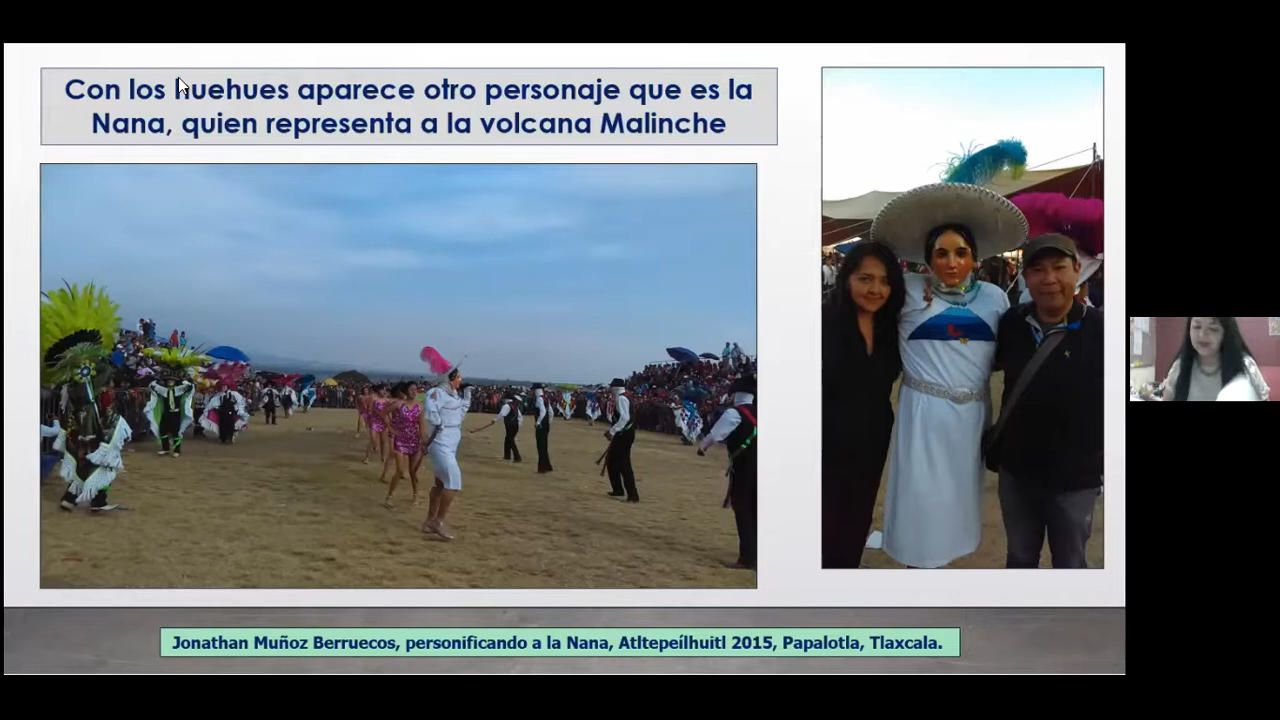 Con los huehues aparece otro personaje que es la
Nana, quien representa a la volcana Malinche
Jonathan Muñoz Berruecos, personificando a la Nana, Atltepeílhuitl 2015, Papalotla, Tlaxcala.